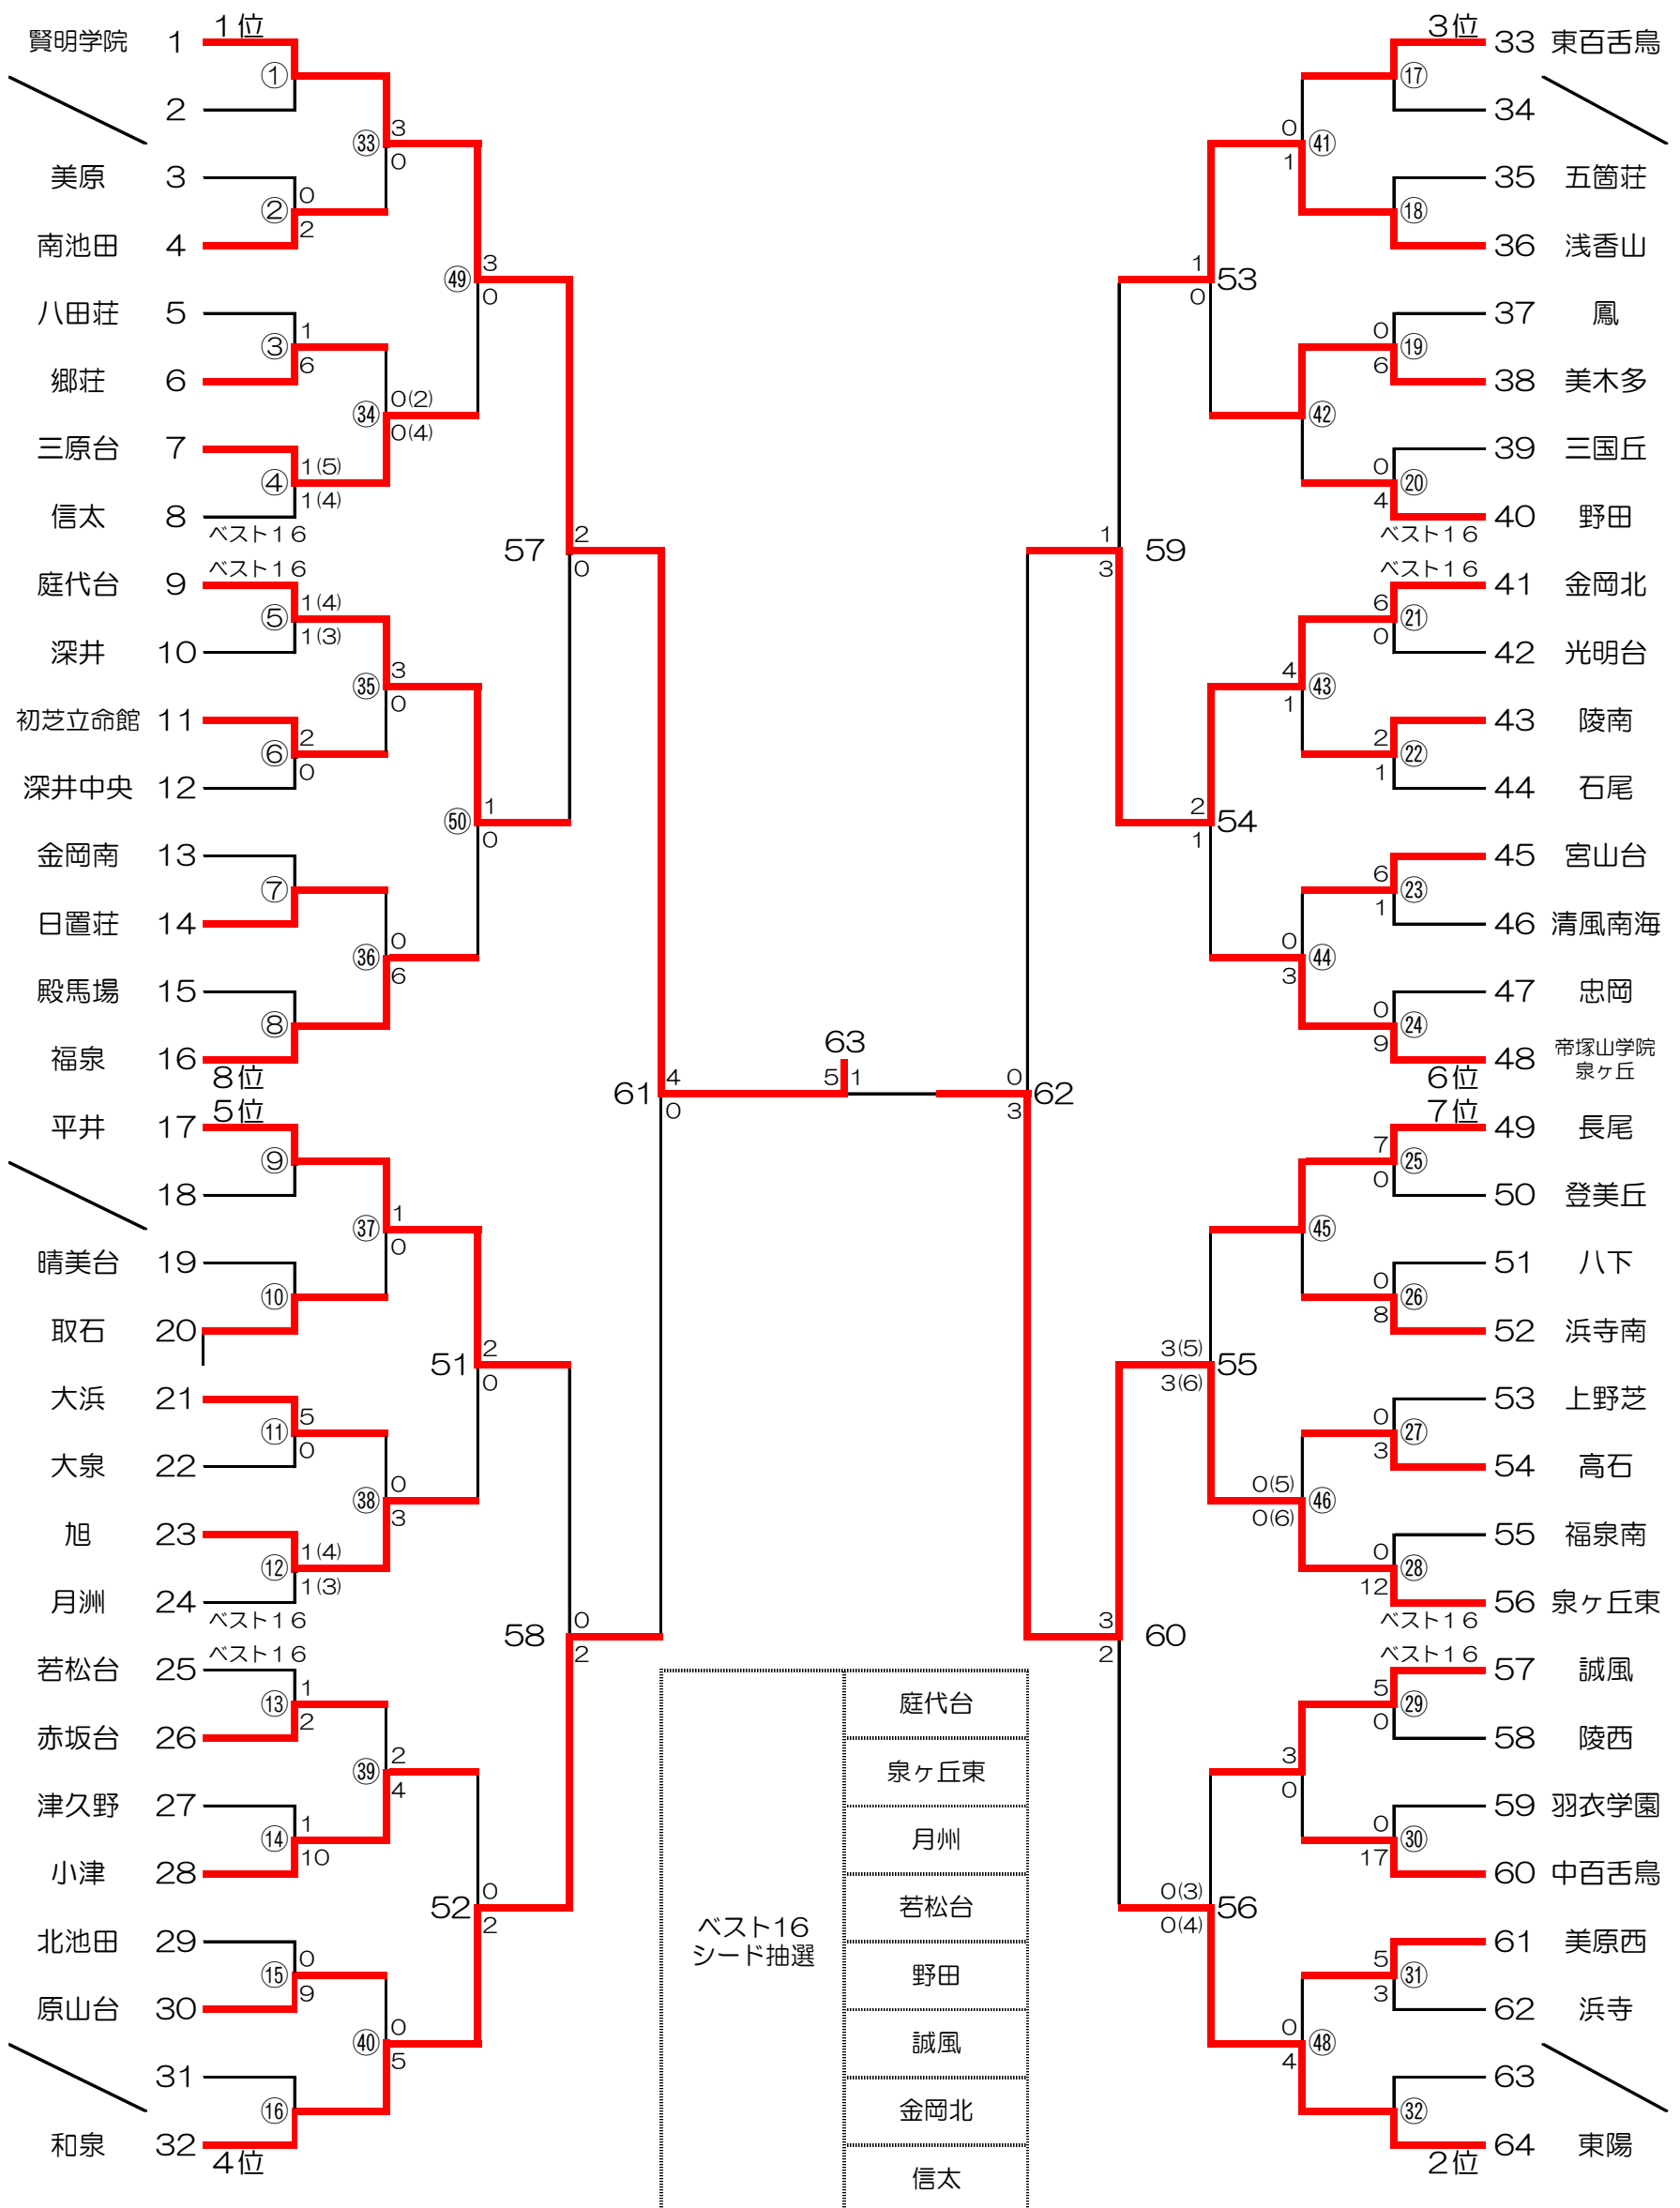 賢明学院 1 1位
①
2
33 3
0
美原 3
② 0
2
南池田 4
49 3
0
八田荘 5
③ 1
6
郷荘 6
34 0(2)
0(4)
三原台 7
④ 1(5)
1(4)
信太 8
ベスト16
57 2
0
ベスト16
庭代台 9
⑤ 1(4)
1(3)
深井 10
35 3
0
初芝立命館 11
⑥ 2
0
深井中央 12
50 1
0
金岡南 13
⑦
日置荘 14
36 0
6
殿馬場 15
⑧
福泉 16
8位
61 4
0
5位
平井 17
⑨
18
37 1
0
晴美台 19
⑩
取石 20
51 2
0
大浜 21
⑪ 5
0
大泉 22
38 0
3
旭 23
⑫ 1(4)
1(3)
月洲 24
ベスト16
58 0
2
ベスト16
若松台 25
⑬ 1
2
赤坂台 26
39 2
4
津久野 27
⑭ 1
10
小津 28
52 0
2
北池田 29
⑮ 0
9
原山台 30
40 0
5
31
⑯
和泉 32
4位
63
5 1
3位
33 東百舌鳥
⑰
34
0 41
1
35 五箇荘
⑱
36 浅香山
1 53
0
37 鳳
0 ⑲
6
38 美木多
42
39 三国丘
0 ⑳
4
40 野田
ベスト16
1 59
3
ベスト16
41 金岡北
6 21
0
42 光明台
4 43
1
43 陵南
2 22
1
44 石尾
2 54
1
45 宮山台
6 23
1
46 清風南海
0 44
3
47 忠岡
0 24
9
48 帝塚山学院
泉ヶ丘
6位
0 62
3
7位
49 長尾
7 25
0
50 登美丘
45
51 八下
0 26
8
52 浜寺南
3(5) 55
3(6)
53 上野芝
0 27
3
54 高石
0(5) 46
0(6)
55 福泉南
0 28
12
56 泉ヶ丘東
ベスト16
3 60
2
ベスト16
57 誠風
5 29
0
58 陵西
3
0
59 羽衣学園
0 30
17
60 中百舌鳥
0(3) 56
0(4)
61 美原西
5 31
3
62 浜寺
0 48
4
63
32
64 東陽
2位
ベスト16
シード抽選
庭代台
泉ヶ丘東
月州
若松台
野田
誠風
金岡北
信太